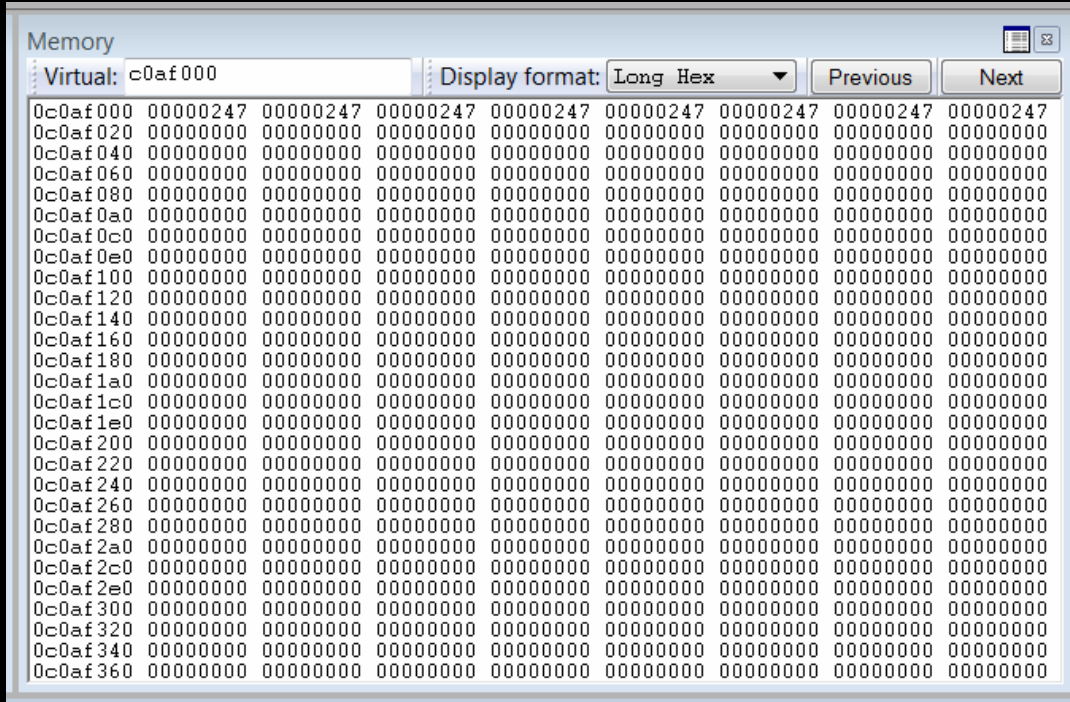 Memory
Virtual: c0af000 Display format: Long Hex Previous Next
0c0af000 00000247 00000247 00000247 00000247 00000247 00000247 00000247 00000247
0c0af020 00000000 00000000 00000000 00000000 00000000 00000000 00000000 00000000
0c0af040 00000000 00000000 00000000 00000000 00000000 00000000 00000000 00000000
0c0af060 00000000 00000000 00000000 00000000 00000000 00000000 00000000 00000000
0c0af080 00000000 00000000 00000000 00000000 00000000 00000000 00000000 00000000
0c0af0a0 00000000 00000000 00000000 00000000 00000000 00000000 00000000 00000000
0c0af0c0 00000000 00000000 00000000 00000000 00000000 00000000 00000000 00000000
0c0af0e0 00000000 00000000 00000000 00000000 00000000 00000000 00000000 00000000
0c0af100 00000000 00000000 00000000 00000000 00000000 00000000 00000000 00000000
0c0af120 00000000 00000000 00000000 00000000 00000000 00000000 00000000 00000000
0c0af140 00000000 00000000 00000000 00000000 00000000 00000000 00000000 00000000
0c0af160 00000000 00000000 00000000 00000000 00000000 00000000 00000000 00000000
0c0af180 00000000 00000000 00000000 00000000 00000000 00000000 00000000 00000000
0c0af1a0 00000000 00000000 00000000 00000000 00000000 00000000 00000000 00000000
0c0af1c0 00000000 00000000 00000000 00000000 00000000 00000000 00000000 00000000
0c0af1e0 00000000 00000000 00000000 00000000 00000000 00000000 00000000 00000000
0c0af200 00000000 00000000 00000000 00000000 00000000 00000000 00000000 00000000
0c0af220 00000000 00000000 00000000 00000000 00000000 00000000 00000000 00000000
0c0af240 00000000 00000000 00000000 00000000 00000000 00000000 00000000 00000000
0c0af260 00000000 00000000 00000000 00000000 00000000 00000000 00000000 00000000
0c0af280 00000000 00000000 00000000 00000000 00000000 00000000 00000000 00000000
0c0af2a0 00000000 00000000 00000000 00000000 00000000 00000000 00000000 00000000
0c0af2c0 00000000 00000000 00000000 00000000 00000000 00000000 00000000 00000000
0c0af2e0 00000000 00000000 00000000 00000000 00000000 00000000 00000000 00000000
0c0af300 00000000 00000000 00000000 00000000 00000000 00000000 00000000 00000000
0c0af320 00000000 00000000 00000000 00000000 00000000 00000000 00000000 00000000
0c0af340 00000000 00000000 00000000 00000000 00000000 00000000 00000000 00000000
0c0af360 00000000 00000000 00000000 00000000 00000000 00000000 00000000 00000000